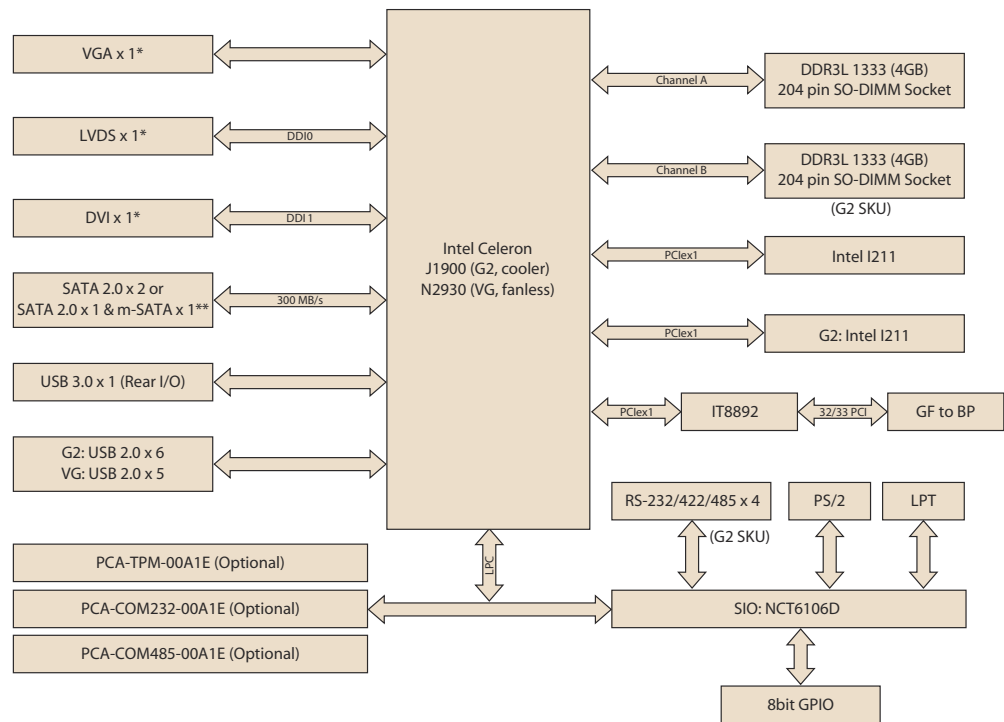 VGA x 1*
LVDS x 1*
DDI0
DVI x 1*
DDI 1
SATA 2.0 x 2 or
SATA 2.0 x 1 & m-SATA x 1**
300 MB/s
USB 3.0 x 1 (Rear I/O)
G2: USB 2.0 x 6
VG: USB 2.0 x 5
Intel Celeron
J1900 (G2, cooler)
N2930 (VG, fanless)
Channel A
DDR3L 1333 (4GB)
204 pin SO-DIMM Socket
Channel B
DDR3L 1333 (4GB)
204 pin SO-DIMM Socket
(G2 SKU)
PCIex1
Intel I211
PCIex1
G2: Intel I211
PCIex1
IT8892
32/33 PCI
GF to BP
RS-232/422/485 x 4
(G2 SKU)
PS/2
LPT
LPC
PCA-TPM-00A1E (Optional)
PCA-COM232-00A1E (Optional)
PCA-COM485-00A1E (Optional)
SIO: NCT6106D
8bit GPIO